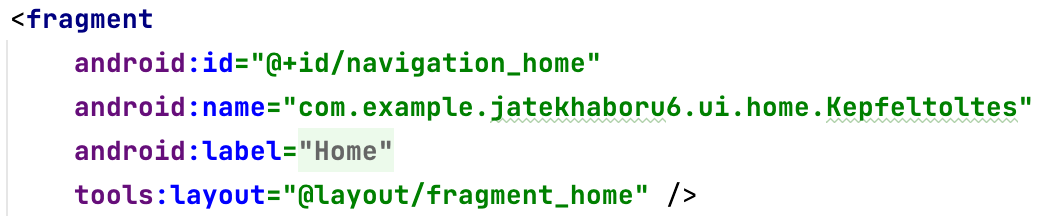 <fragment
android:id="@+id/navigation_home"
android:name="com.example.jatekhaboru6.ui.home.Kepfeltoltes"
android:label="Home"
tools:layout="@layout/fragment_home" />